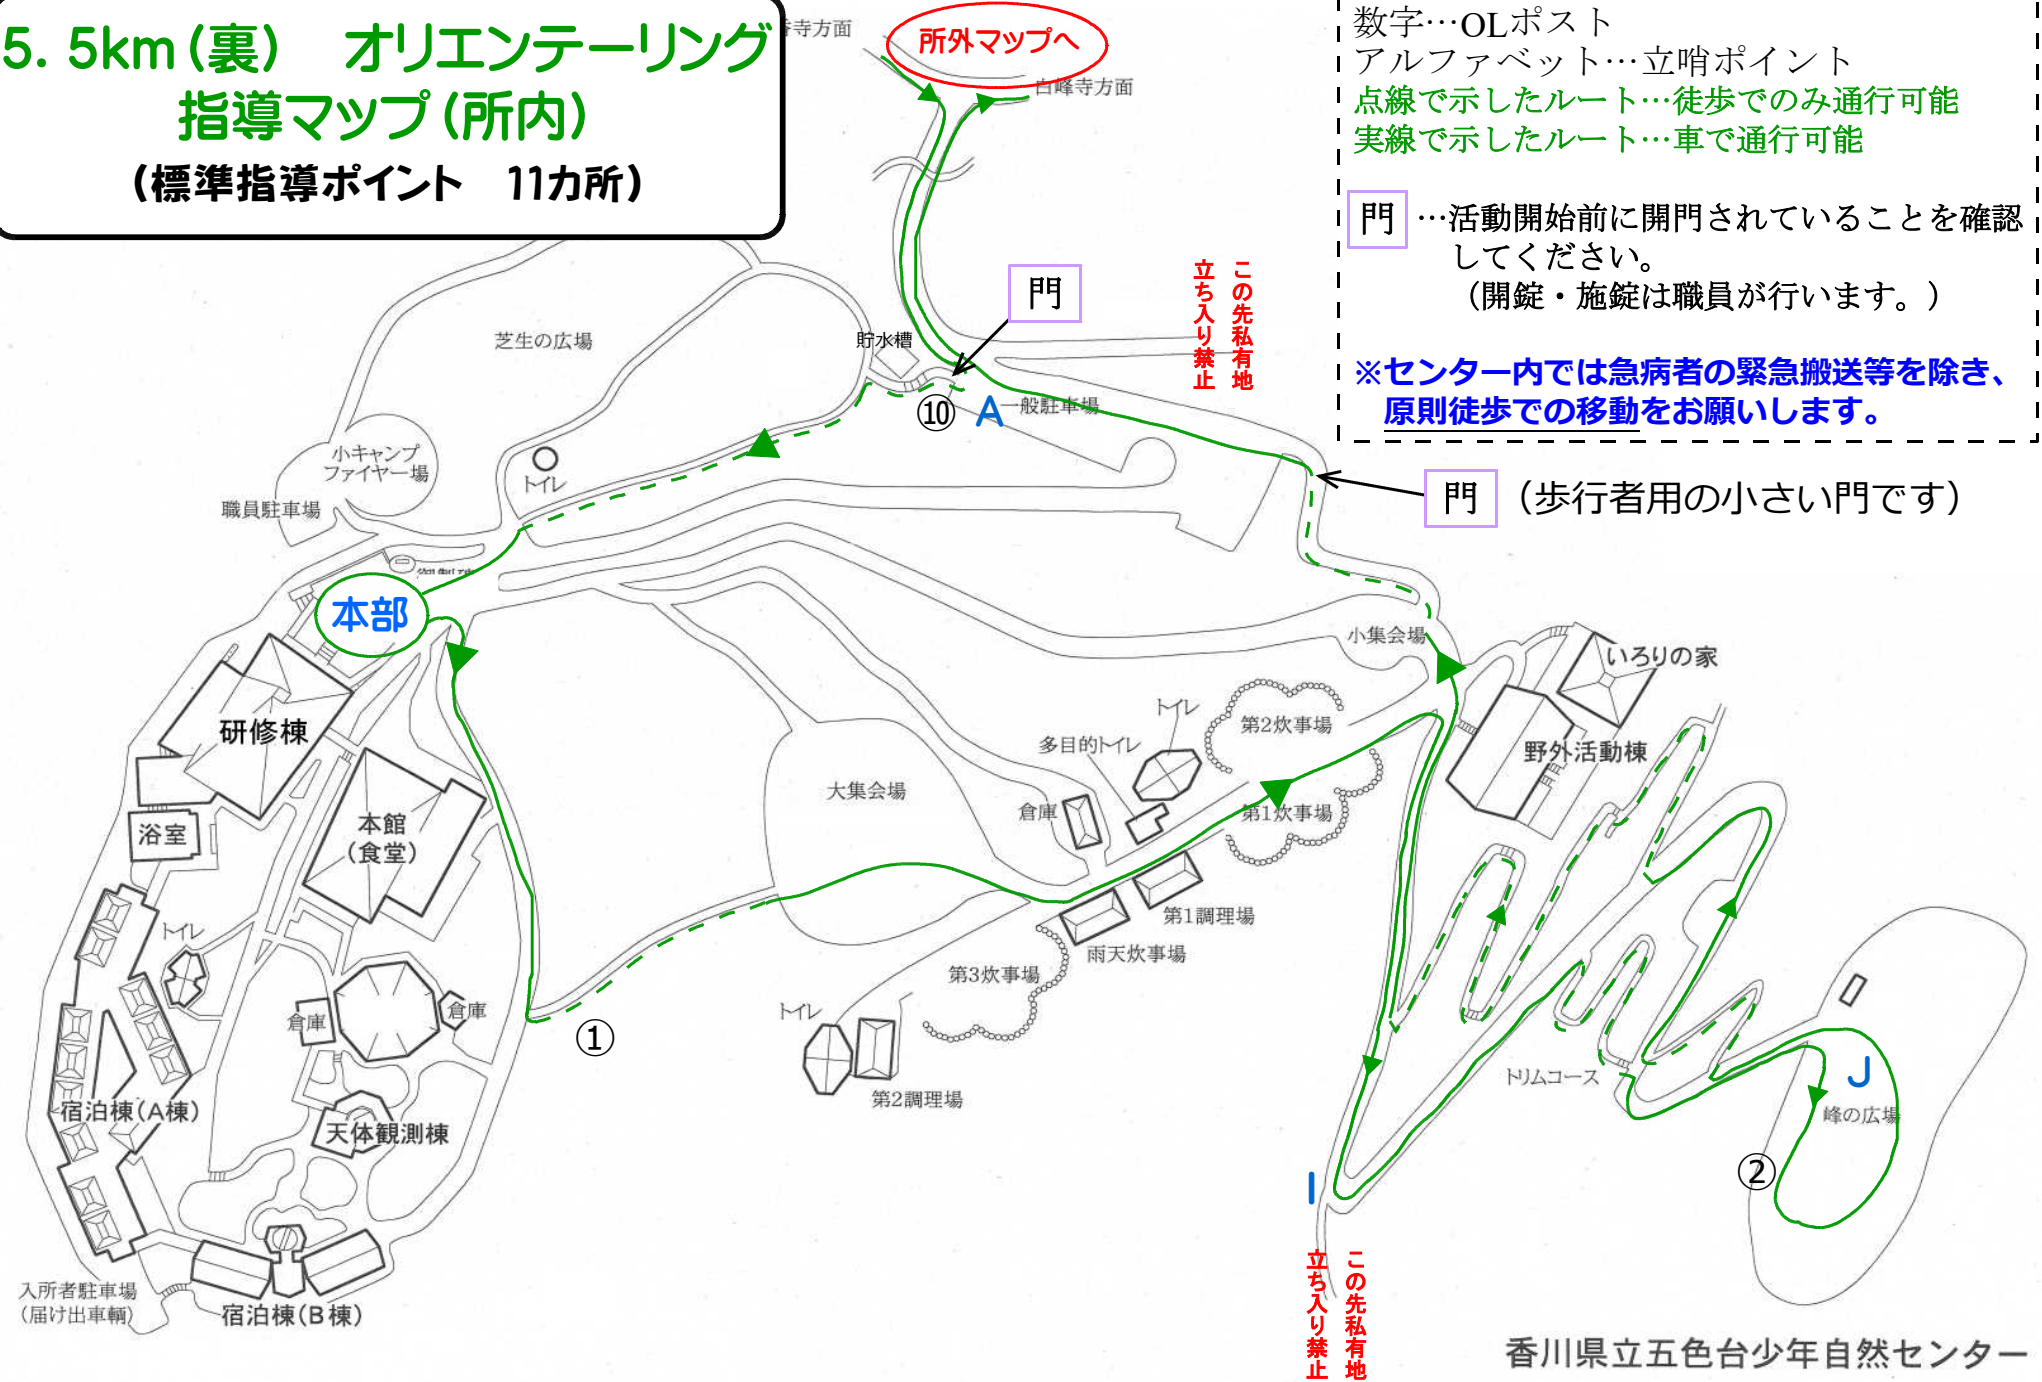 5. 5km(裏)　オリエンテーリング
指導マップ(所内)
(標準指導ポイント　11カ所)
寺方面
所外マップへ
白峰寺方面
数字…OLポスト
アルファベット…立哨ポイント
点線で示したルート…徒歩でのみ通行可能
実線で示したルート…車で通行可能
門
…活動開始前に開門されていることを確認
してください。
（開錠・施錠は職員が行います。）
※センター内では急病者の緊急搬送等を除き、
原則徒歩での移動をお願いします。
門
この先私有地
立ち入り禁止
芝生の広場
貯水槽
⑩
A
一般駐車場
小キャンプ
ファイヤー場
トイレ
職員駐車場
門
（歩行者用の小さい門です）
本部
小集会場
いろりの家
研修棟
トイレ
第2炊事場
多目的トイレ
野外活動棟
大集会場
倉庫
第1炊事場
浴室
本館
(食堂)
第1調理場
トイレ
雨天炊事場
第3炊事場
倉庫
倉庫
トイレ
①
トリムコース
J
第2調理場
宿泊棟(A棟)
峰の広場
天体観測棟
②
I
この先私有地
立ち入り禁止
入所者駐車場
(届け出車輌)
宿泊棟(B棟)
香川県立五色台少年自然センター